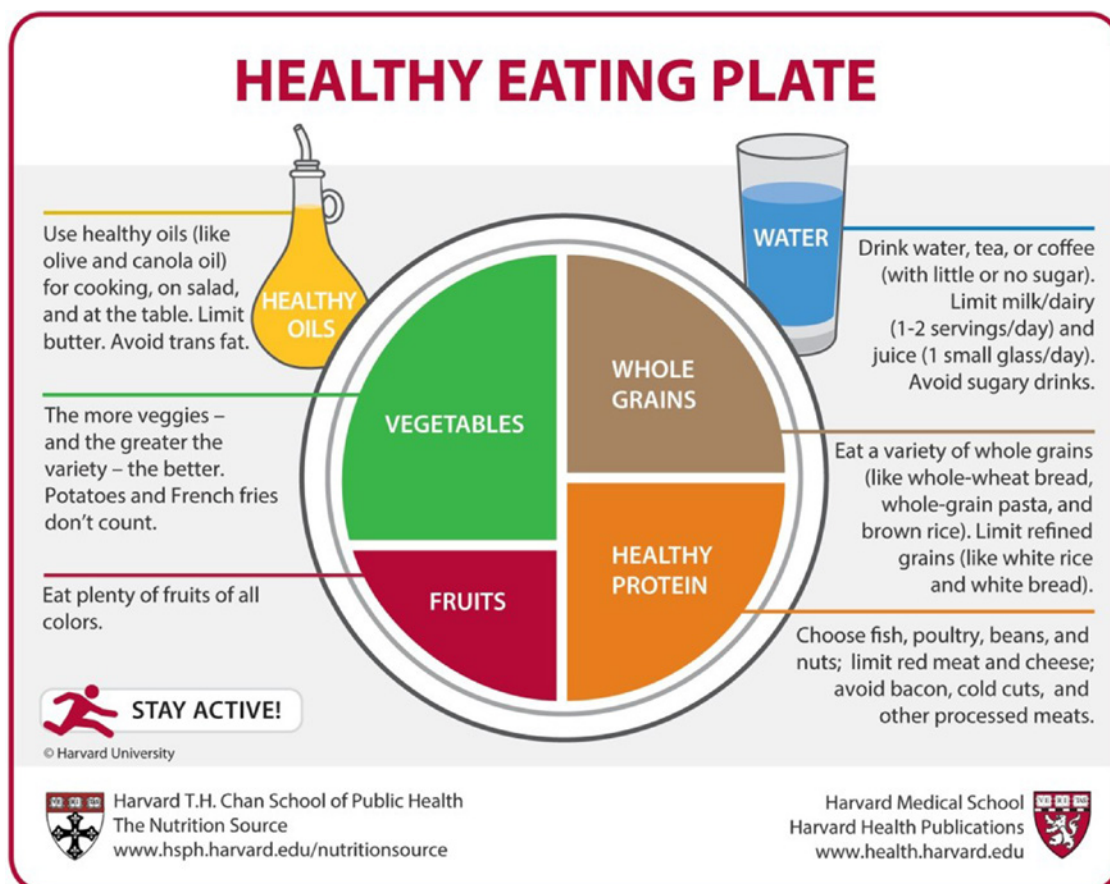 HEALTHY EATING PLATE
Use healthy oils (like
olive and canola oil)
for cooking, on salad,
and at the table. Limit
butter. Avoid trans fat.
HEALTHY
OILS
The more veggies –
and the greater the
variety – the better.
Potatoes and French fries
don’t count.
Eat plenty of fruits of all
colors.
VEGETABLES
FRUITS
WHOLE
GRAINS
HEALTHY
PROTEIN
WATER
Drink water, tea, or coffee
(with little or no sugar).
Limit milk/dairy
(1-2 servings/day) and
juice (1 small glass/day).
Avoid sugary drinks.
Eat a variety of whole grains
(like whole-wheat bread,
whole-grain pasta, and
brown rice). Limit refined
grains (like white rice
and white bread).
Choose fish, poultry, beans, and
nuts; limit red meat and cheese;
avoid bacon, cold cuts, and
other processed meats.
STAY ACTIVE!
© Harvard University
Harvard T.H. Chan School of Public Health
The Nutrition Source
www.hsph.harvard.edu/nutritionsource
Harvard Medical School
Harvard Health Publications
www.health.harvard.edu
VE RI TAS